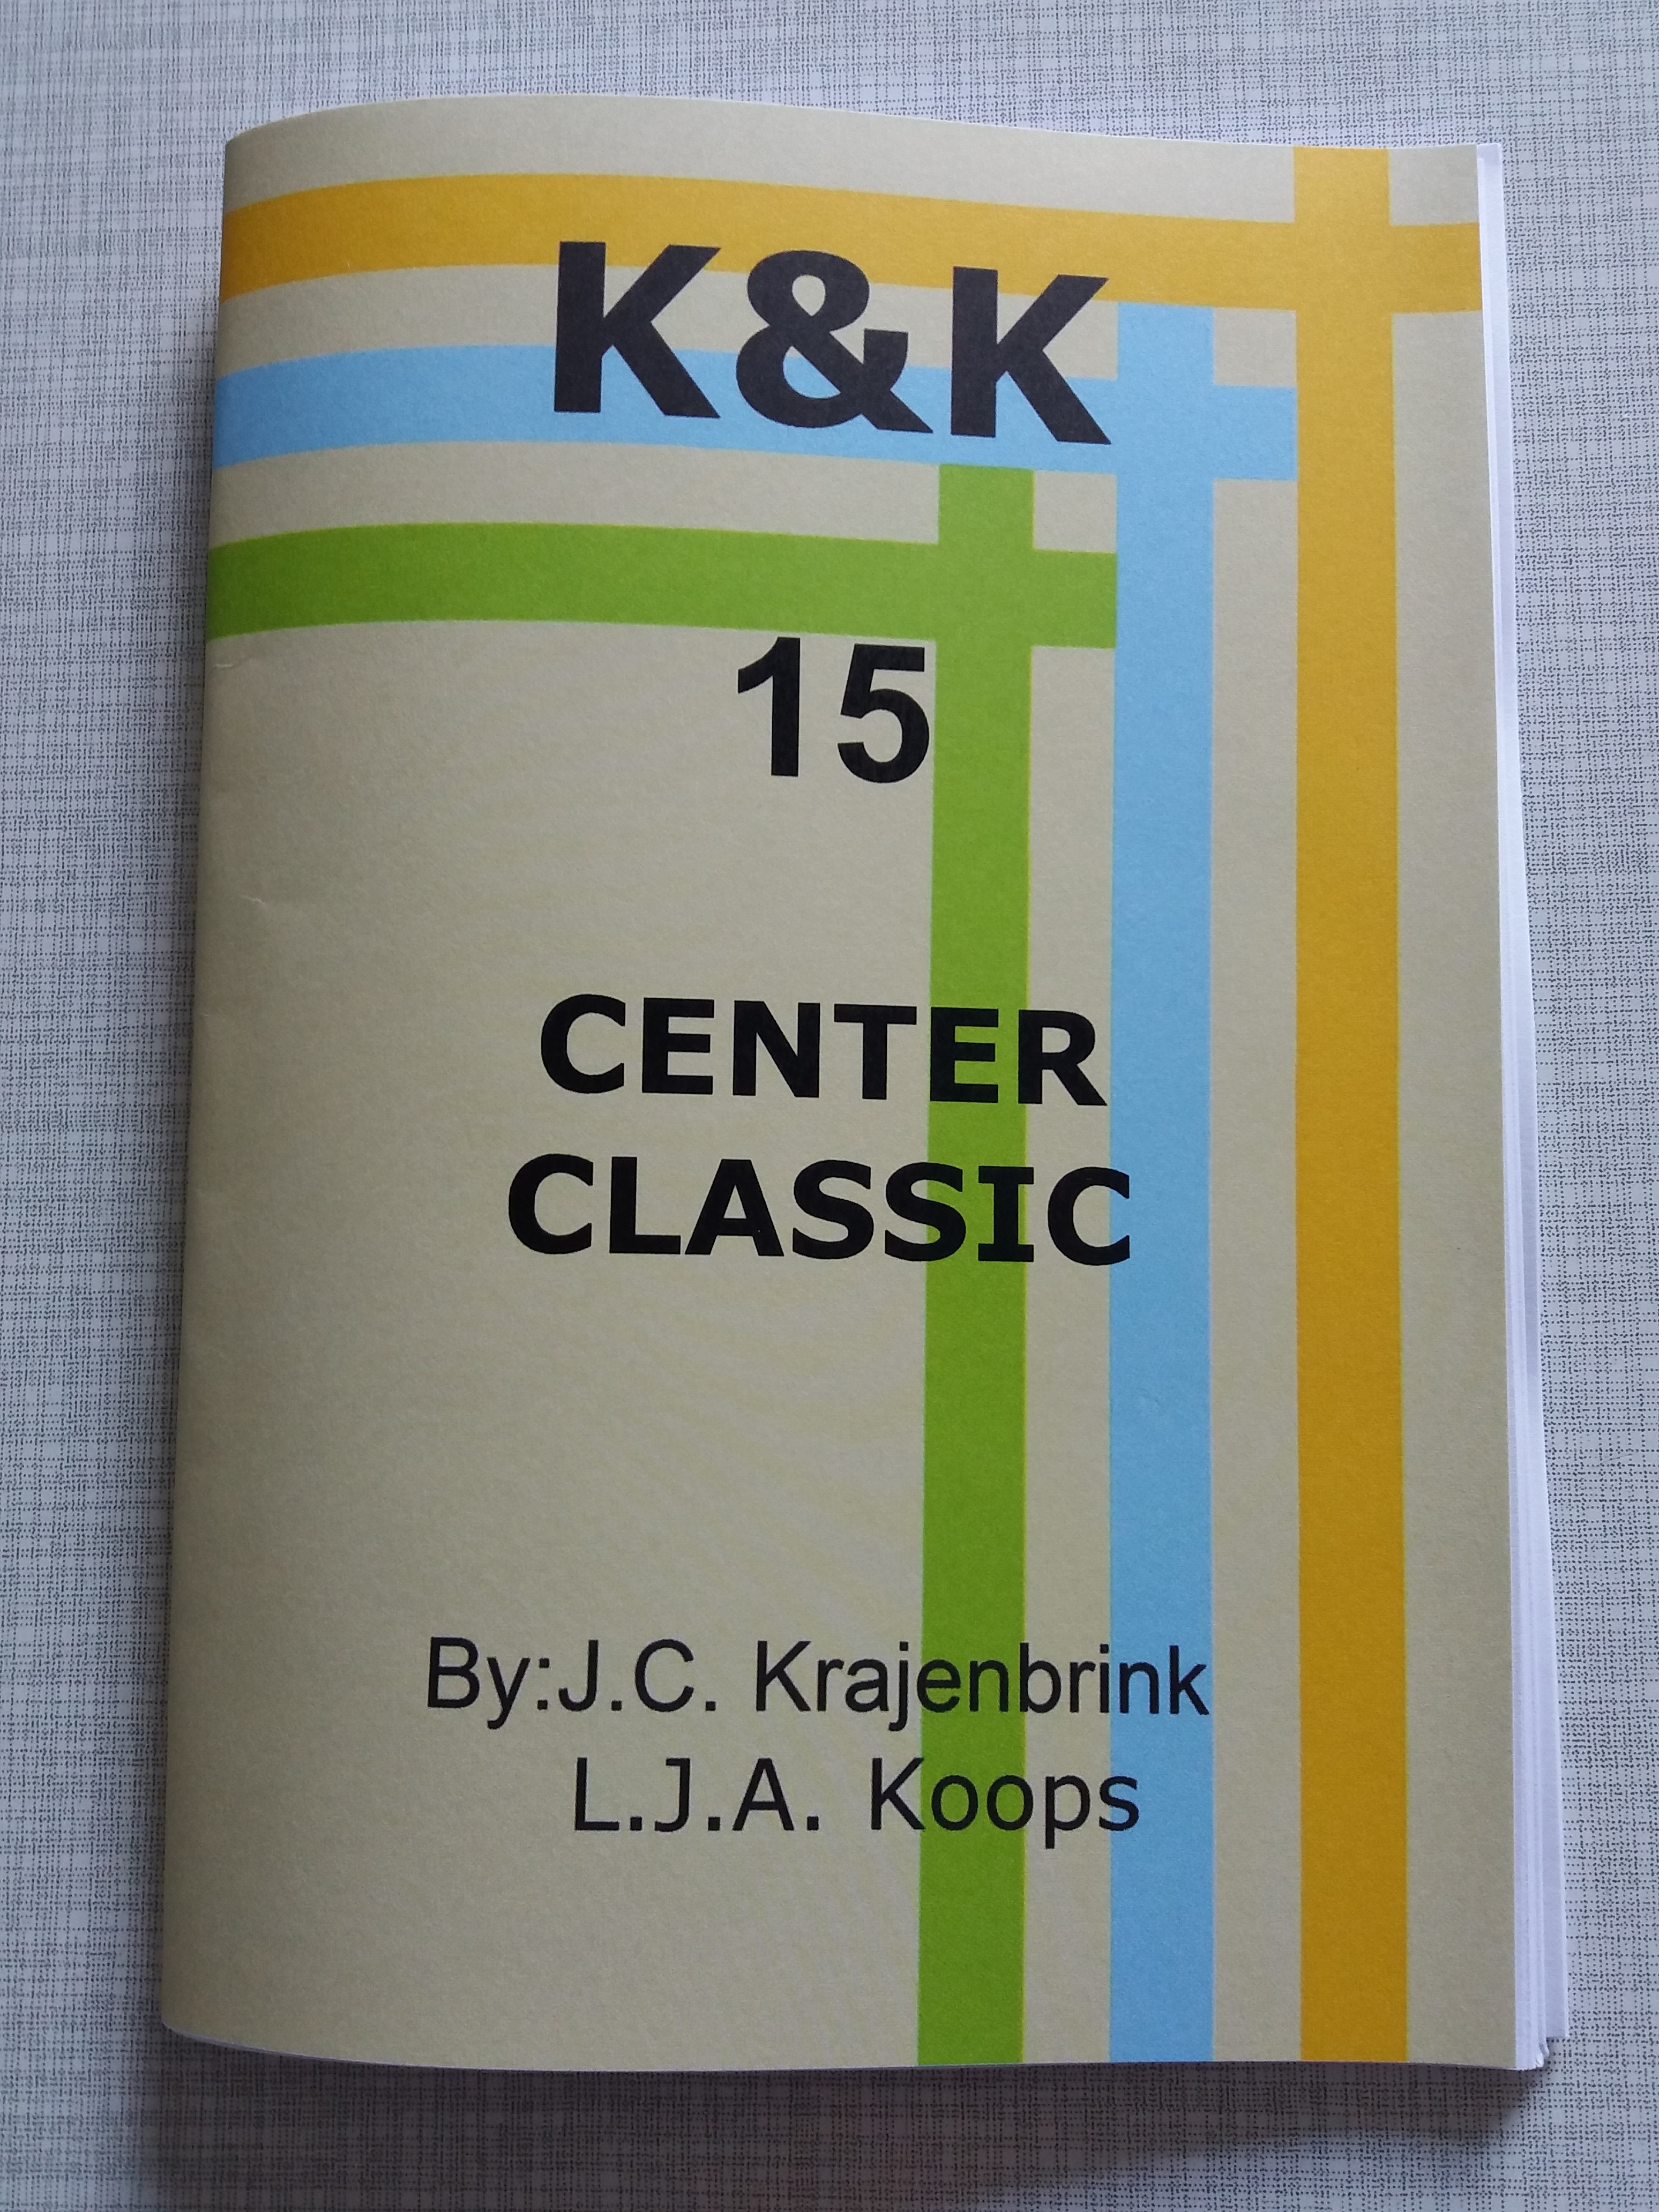 K&K
15
CENTER
CLASSIC
By:J.C. Krajenbrink
L.J.A. Koops